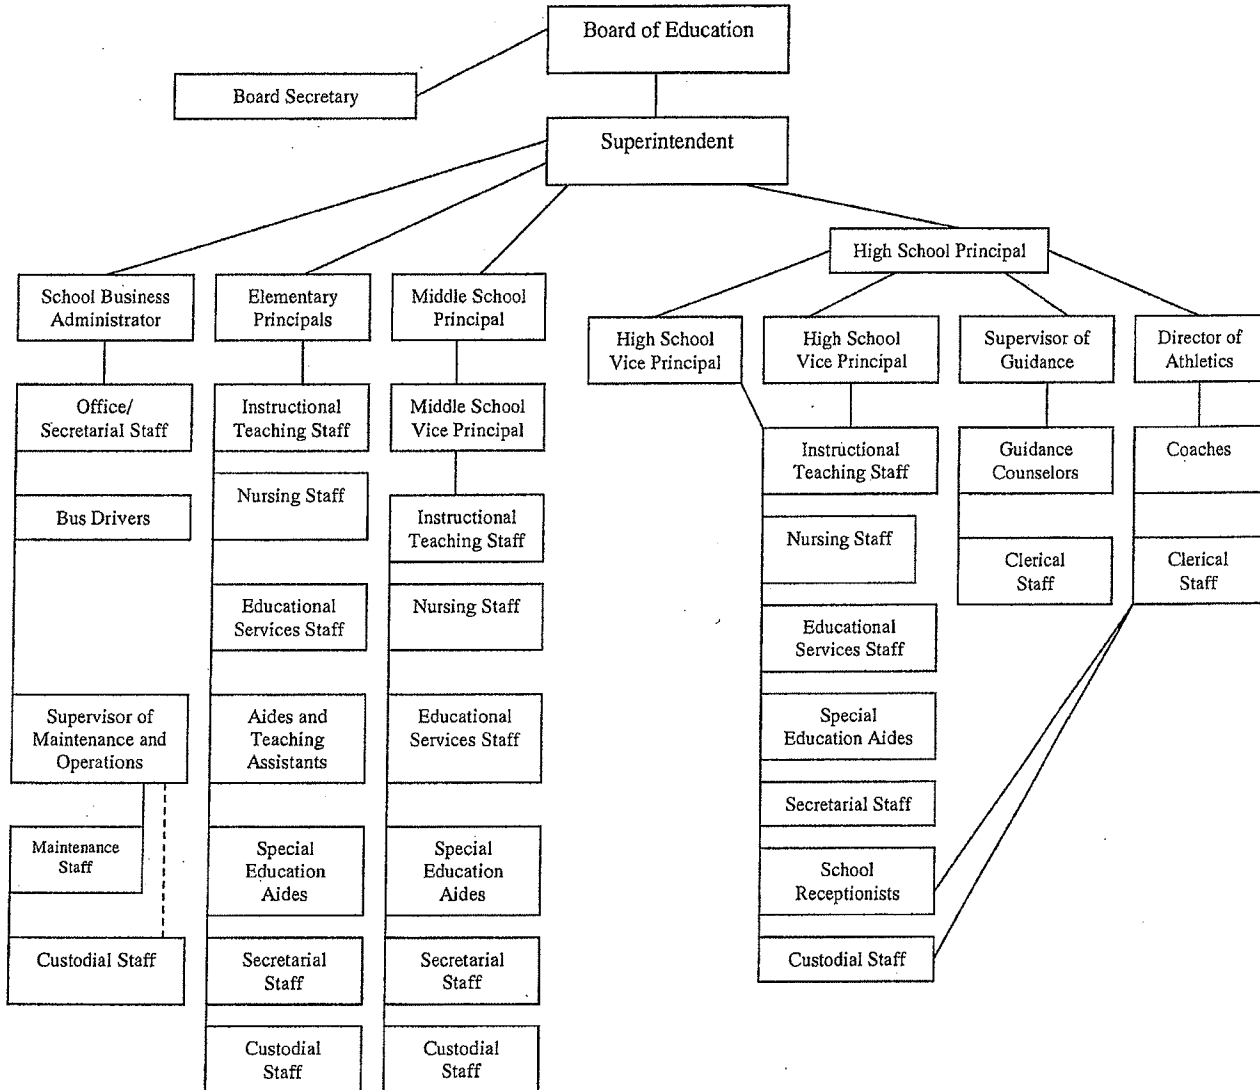 Board of Education
Board Secretary
Superintendent
High School Principal
School Business
Administrator
Elementary
Principals
Middle School
Principal
High School
Vice Principal
High School
Vice Principal
Supervisor of
Guidance
Director of
Athletics
Office/
Secretarial Staff
Bus Drivers
Supervisor of
Maintenance and
Operations
Maintenance
Staff
Custodial Staff
Instructional
Teaching Staff
Nursing Staff
Educational
Services Staff
Aides and
Teaching
Assistants
Special
Education
Aides
Secretarial
Staff
Custodial
Staff
Middle School
Vice Principal
Instructional
Teaching Staff
Nursing Staff
Educational
Services Staff
Special
Education
Aides
Secretarial
Staff
Custodial
Staff
Instructional
Teaching Staff
Nursing Staff
Educational
Services Staff
Special
Education Aides
Secretarial Staff
School
Receptionists
Custodial Staff
Guidance
Counselors
Clerical
Staff
Coaches
Clerical
Staff